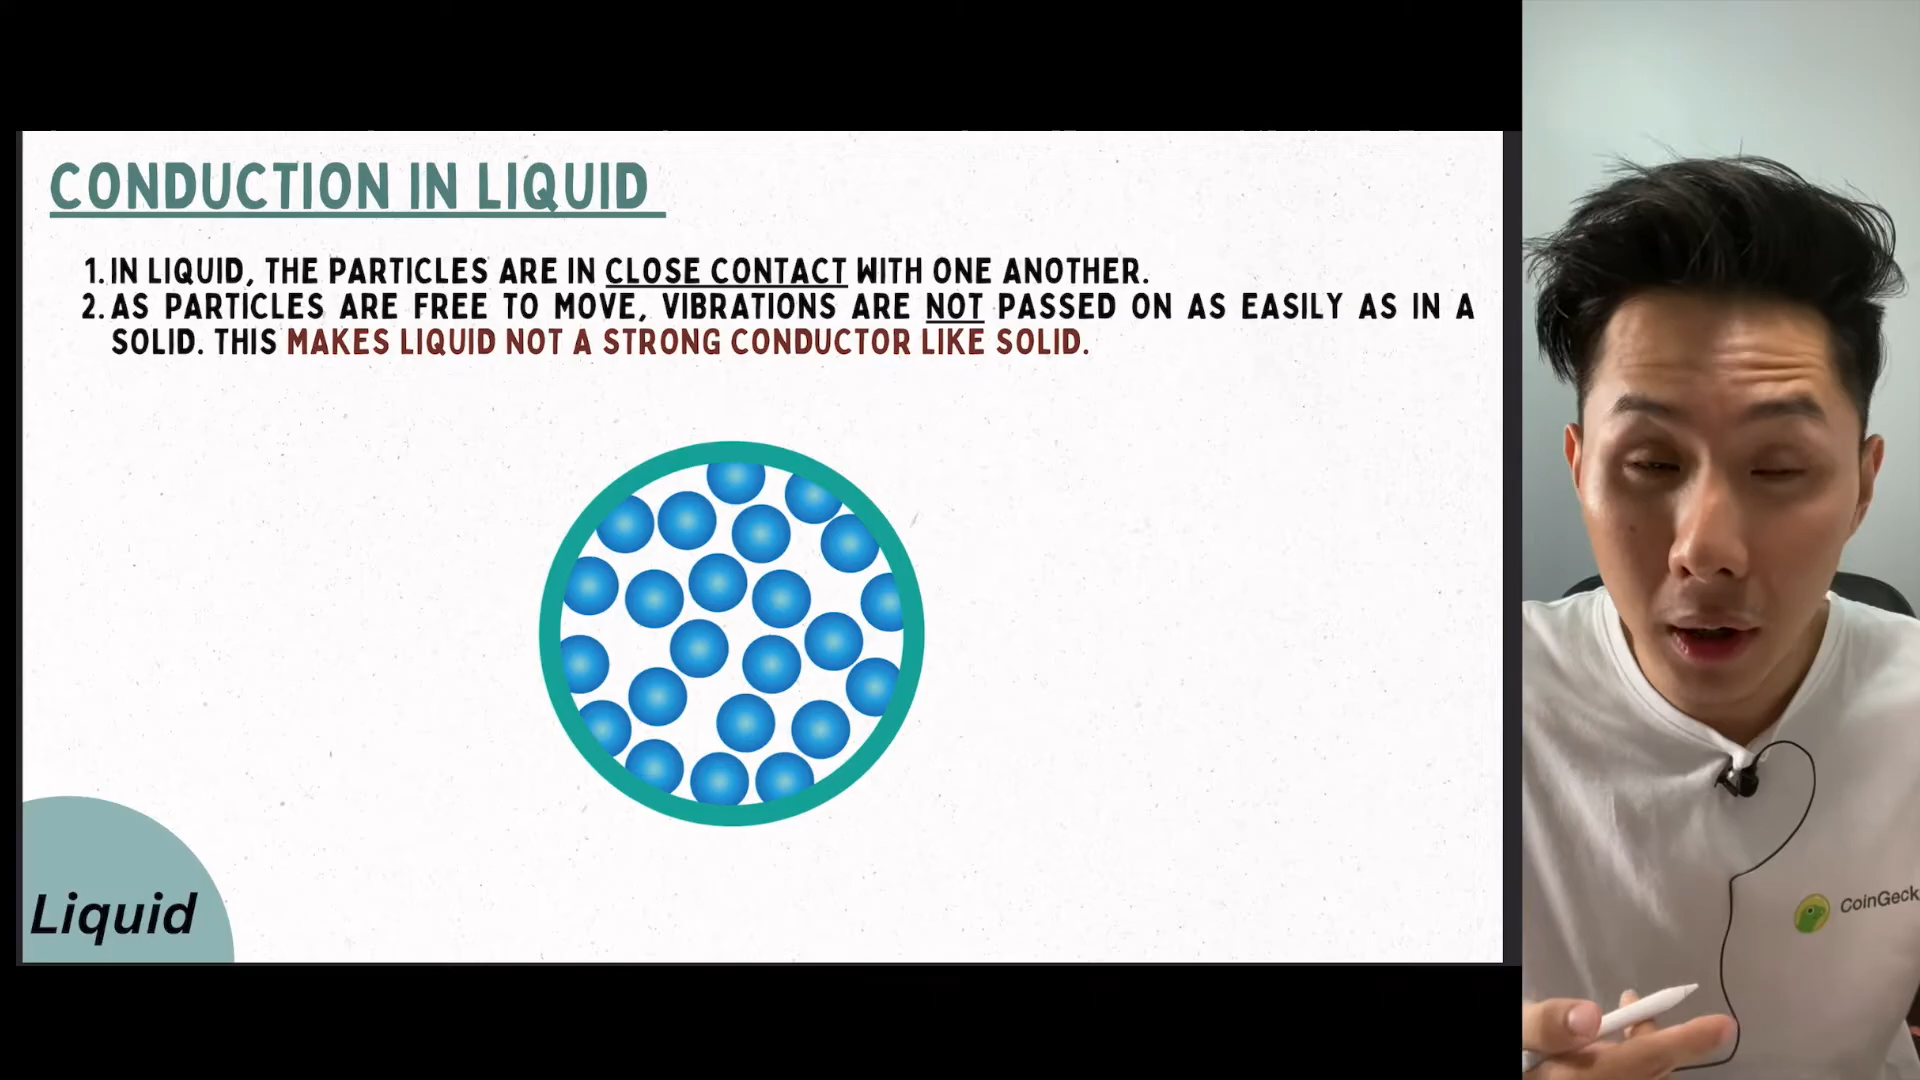 CONDUCTION IN LIQUID
1. IN LIQUID, THE PARTICLES ARE IN CLOSE CONTACT WITH ONE ANOTHER.
2. AS PARTICLES ARE FREE TO MOVE, VIBRATIONS ARE NOT PASSED ON AS EASILY AS IN A
SOLID. THIS MAKES LIQUID NOT A STRONG CONDUCTOR LIKE SOLID.
Liquid
CoinGeck